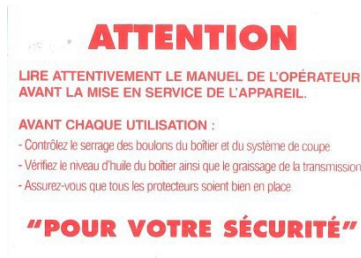 ATTENTION
LIRE ATTENTIVEMENT LE MANUEL DE L'OPÉRATEUR
AVANT LA MISE EN SERVICE DE L'APPAREIL.
AVANT CHAQUE UTILISATION :
- Contrôlez le serrage des boulons du boîtier et du système de coupe
- Vérifiez le niveau d'huile du boîtier ainsi que le graissage de la transmission
- Assurez-vous que tous les protecteurs soient bien en place
"POUR VOTRE SÉCURITÉ"